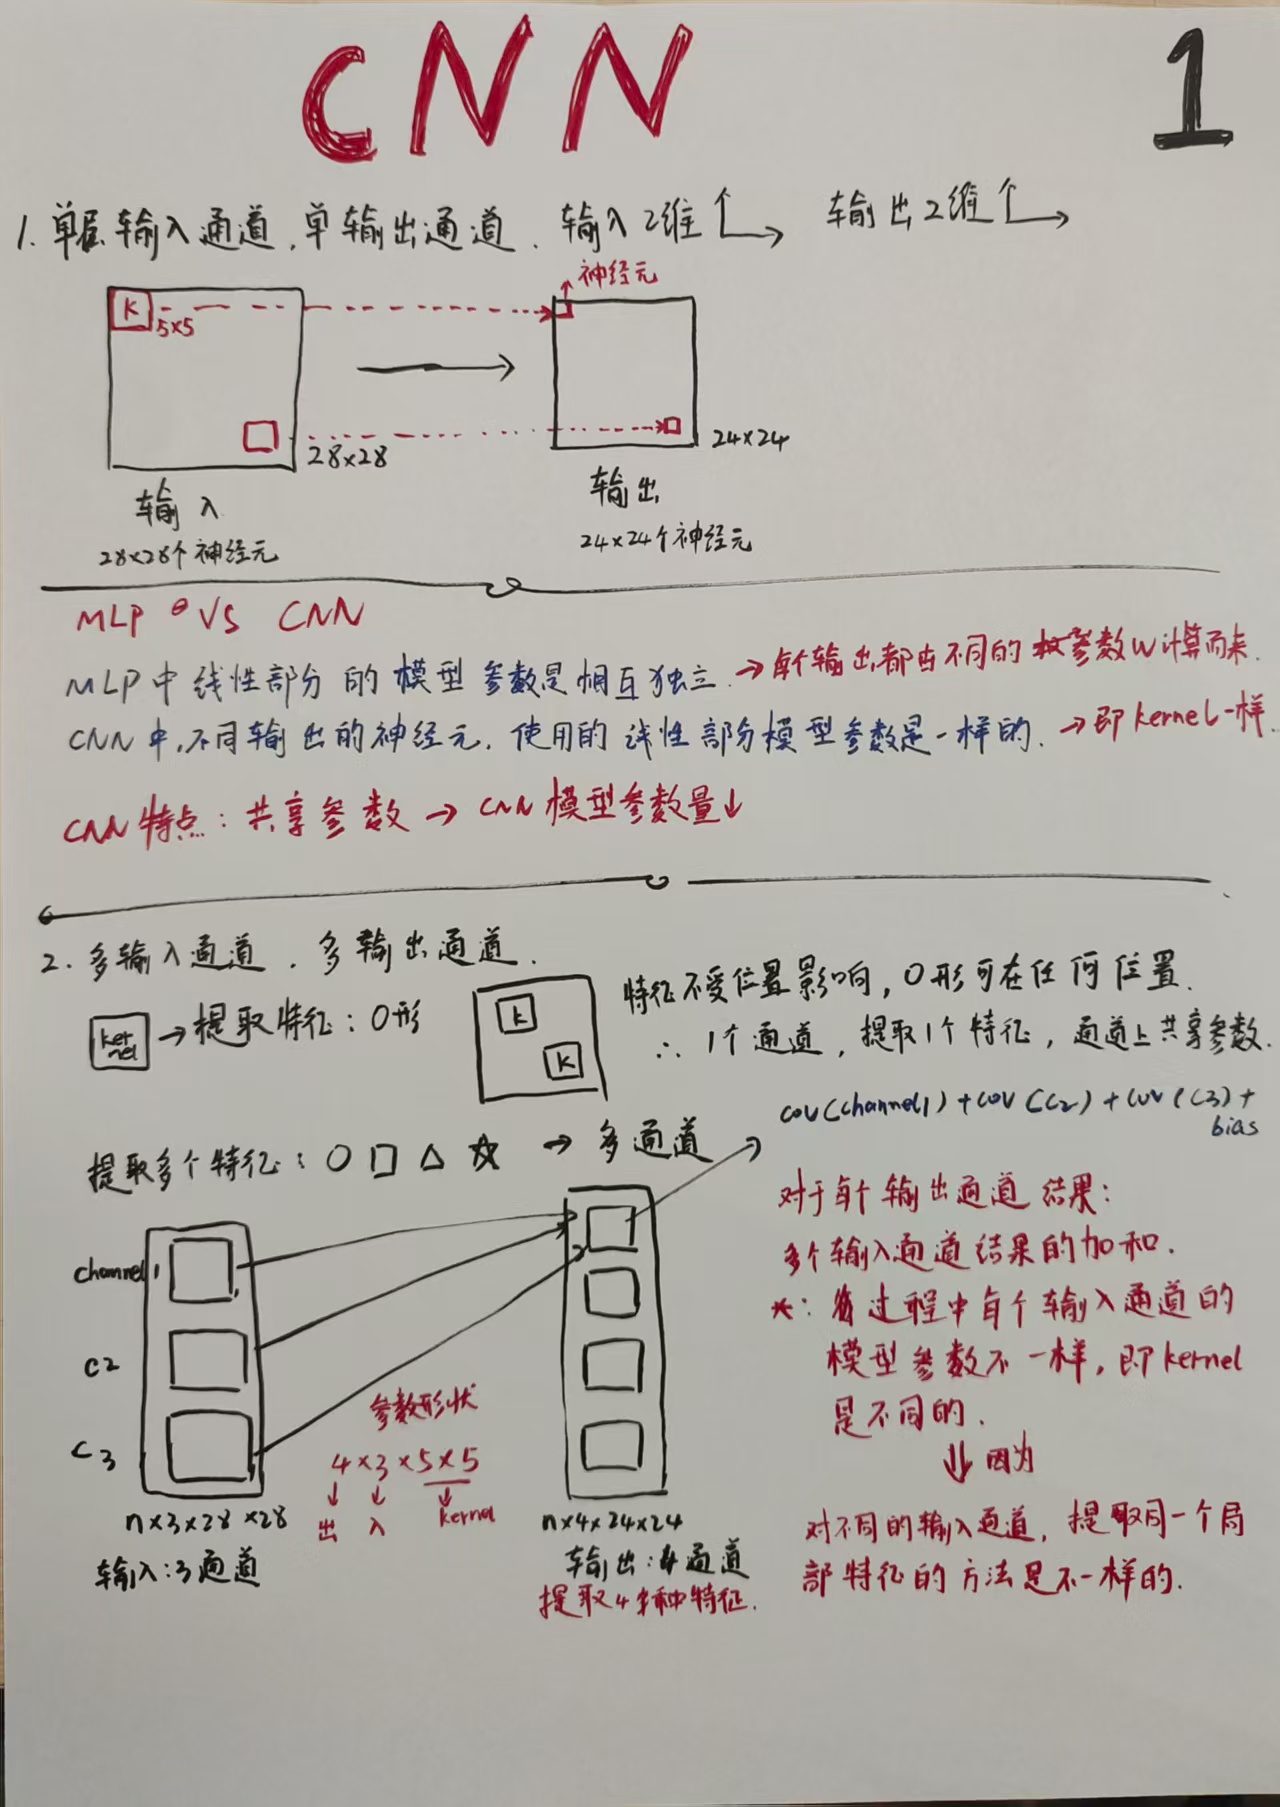 CNN
1
1. 单层输入通道，单输出通道. 输入2维 输出2维
神经元
K
5×5
28×28
24×24
输入
输出
28×28个神经元
24×24个神经元
MLP VS CNN
MLP中线性部分的模型参数是相互独立. →每个输出都由不同的参数W计算而来.
CNN中,不同输出的神经元. 使用的线性部分模型参数是一样的. →即kernel一样.
CNN特点: 共享参数 → CNN模型参数量↓
2. 多输入通道. 多输出通道.
kernel →提取特征: O形
K
K
特征不受位置影响, O形可在任何位置.
∴ 1个通道, 提取1个特征, 通道上共享参数.
cov(channel1)+cov(C2)+cov(C3)+
bias
提取多个特征: ○ □ △ ☆ → 多通道
channel1
C2
C3
参数形状
4×3×5×5
↓ ↓ ↓
出 入 kernel
n×3×28×28
输入:3通道
n×4×24×24
输出:4通道
提取4种特征.
对于每个输出通道结果:
多个输入通道结果的加和.
*: 过程中每个输入通道的
模型参数不一样, 即kernel
是不同的.
⇓因为
对不同的输入通道, 提取同一个局
部特征的方法是不一样的.